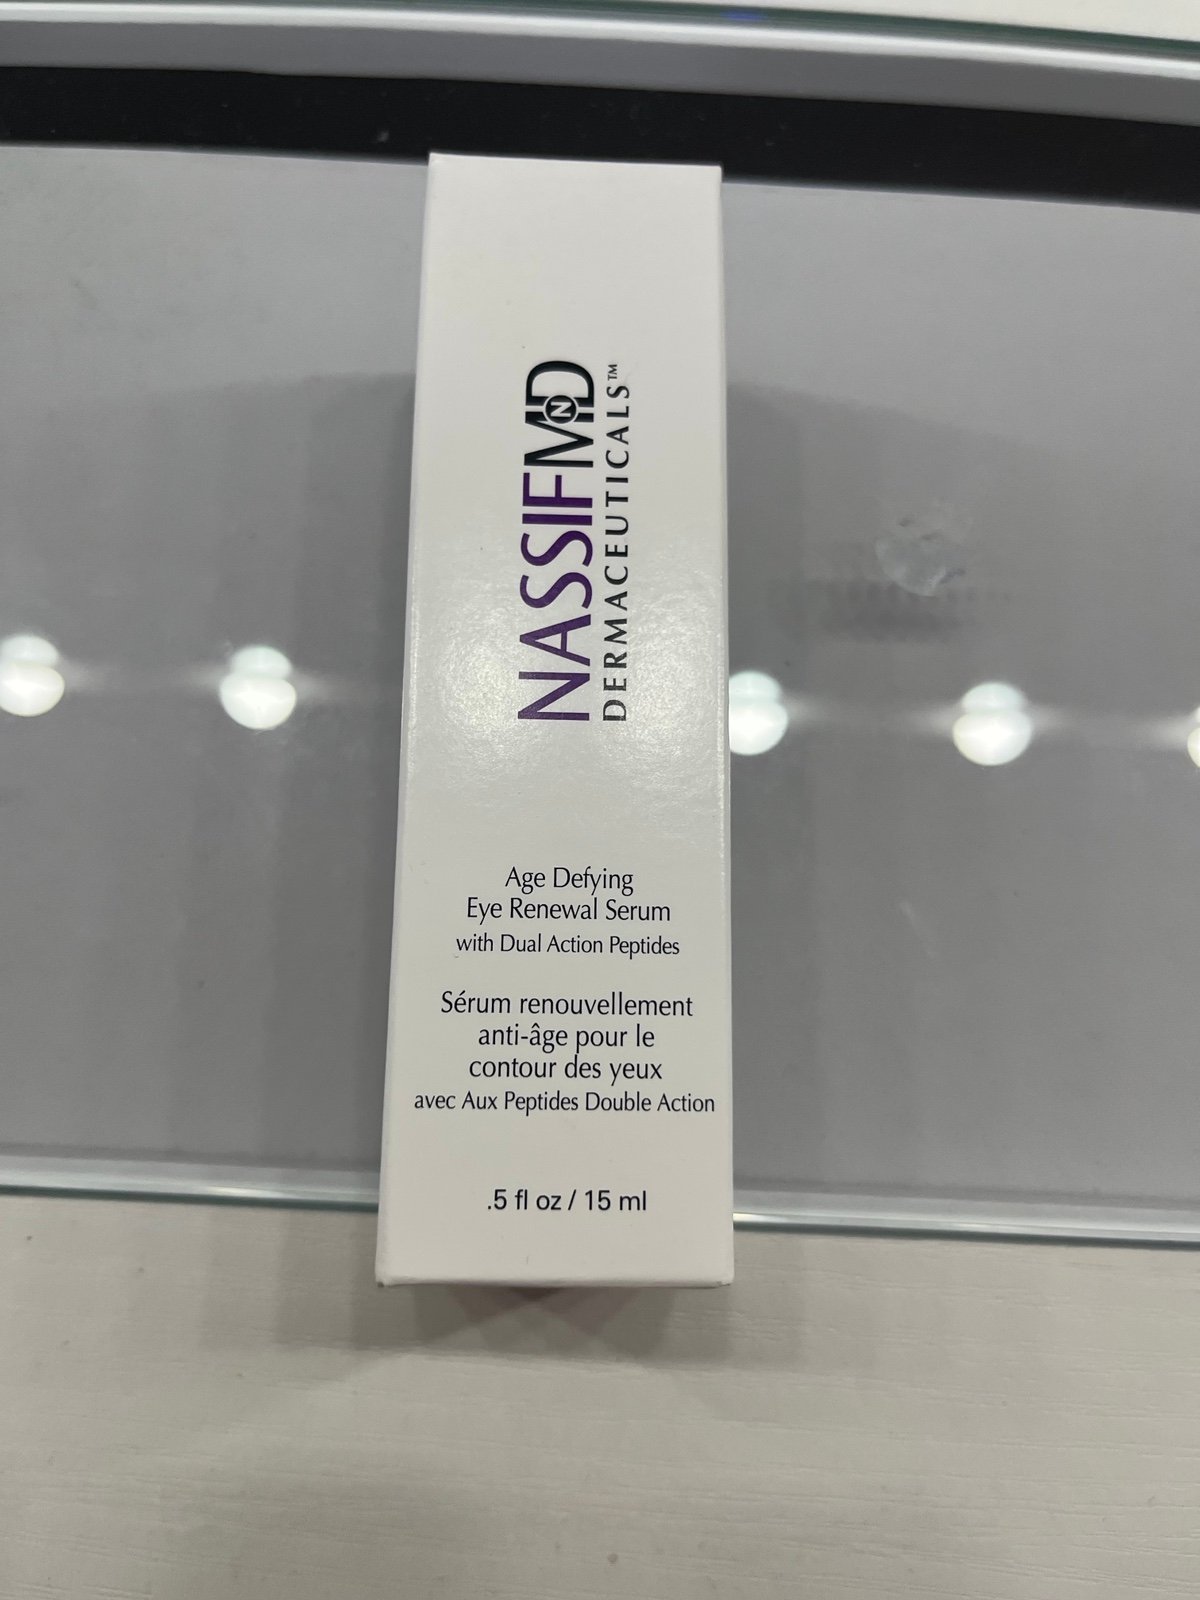 NASSIFMD N
DERMACEUTICALS™
Age Defying
Eye Renewal Serum
with Dual Action Peptides
Sérum renouvellement
anti-âge pour le
contour des yeux
avec Aux Peptides Double Action
.5 fl oz / 15 ml